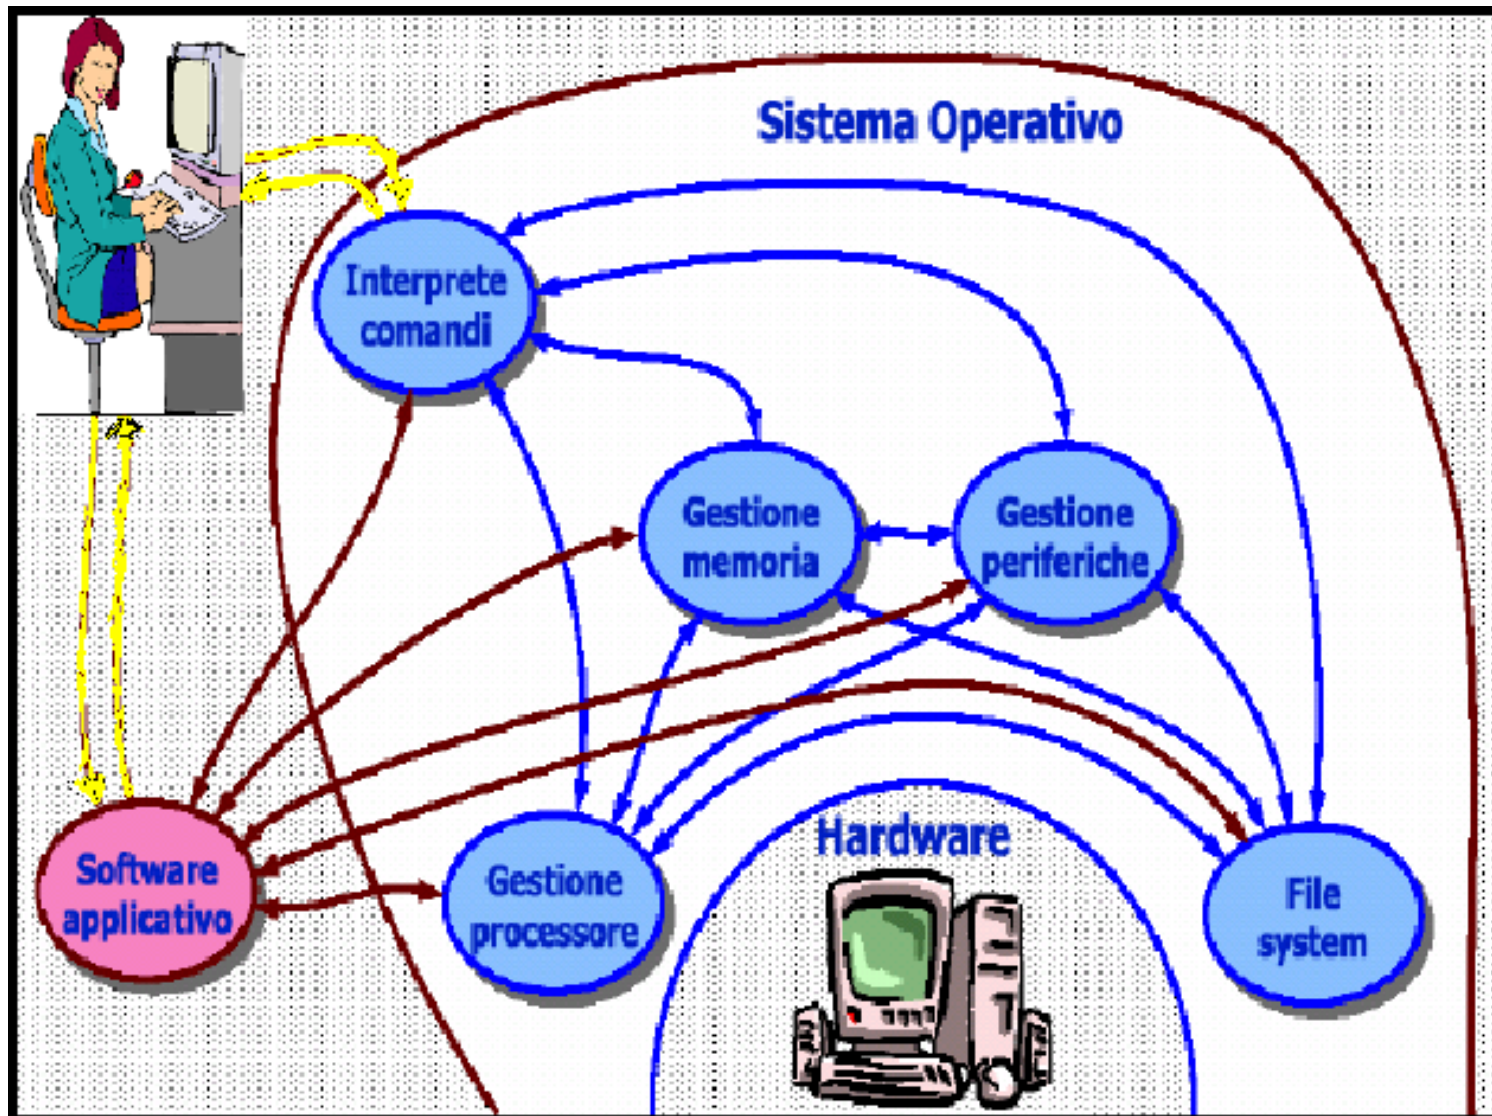 Sistema Operativo
Interprete
comandi
Gestione
memoria
Gestione
periferiche
Software
applicativo
Gestione
processore
Hardware
File
system